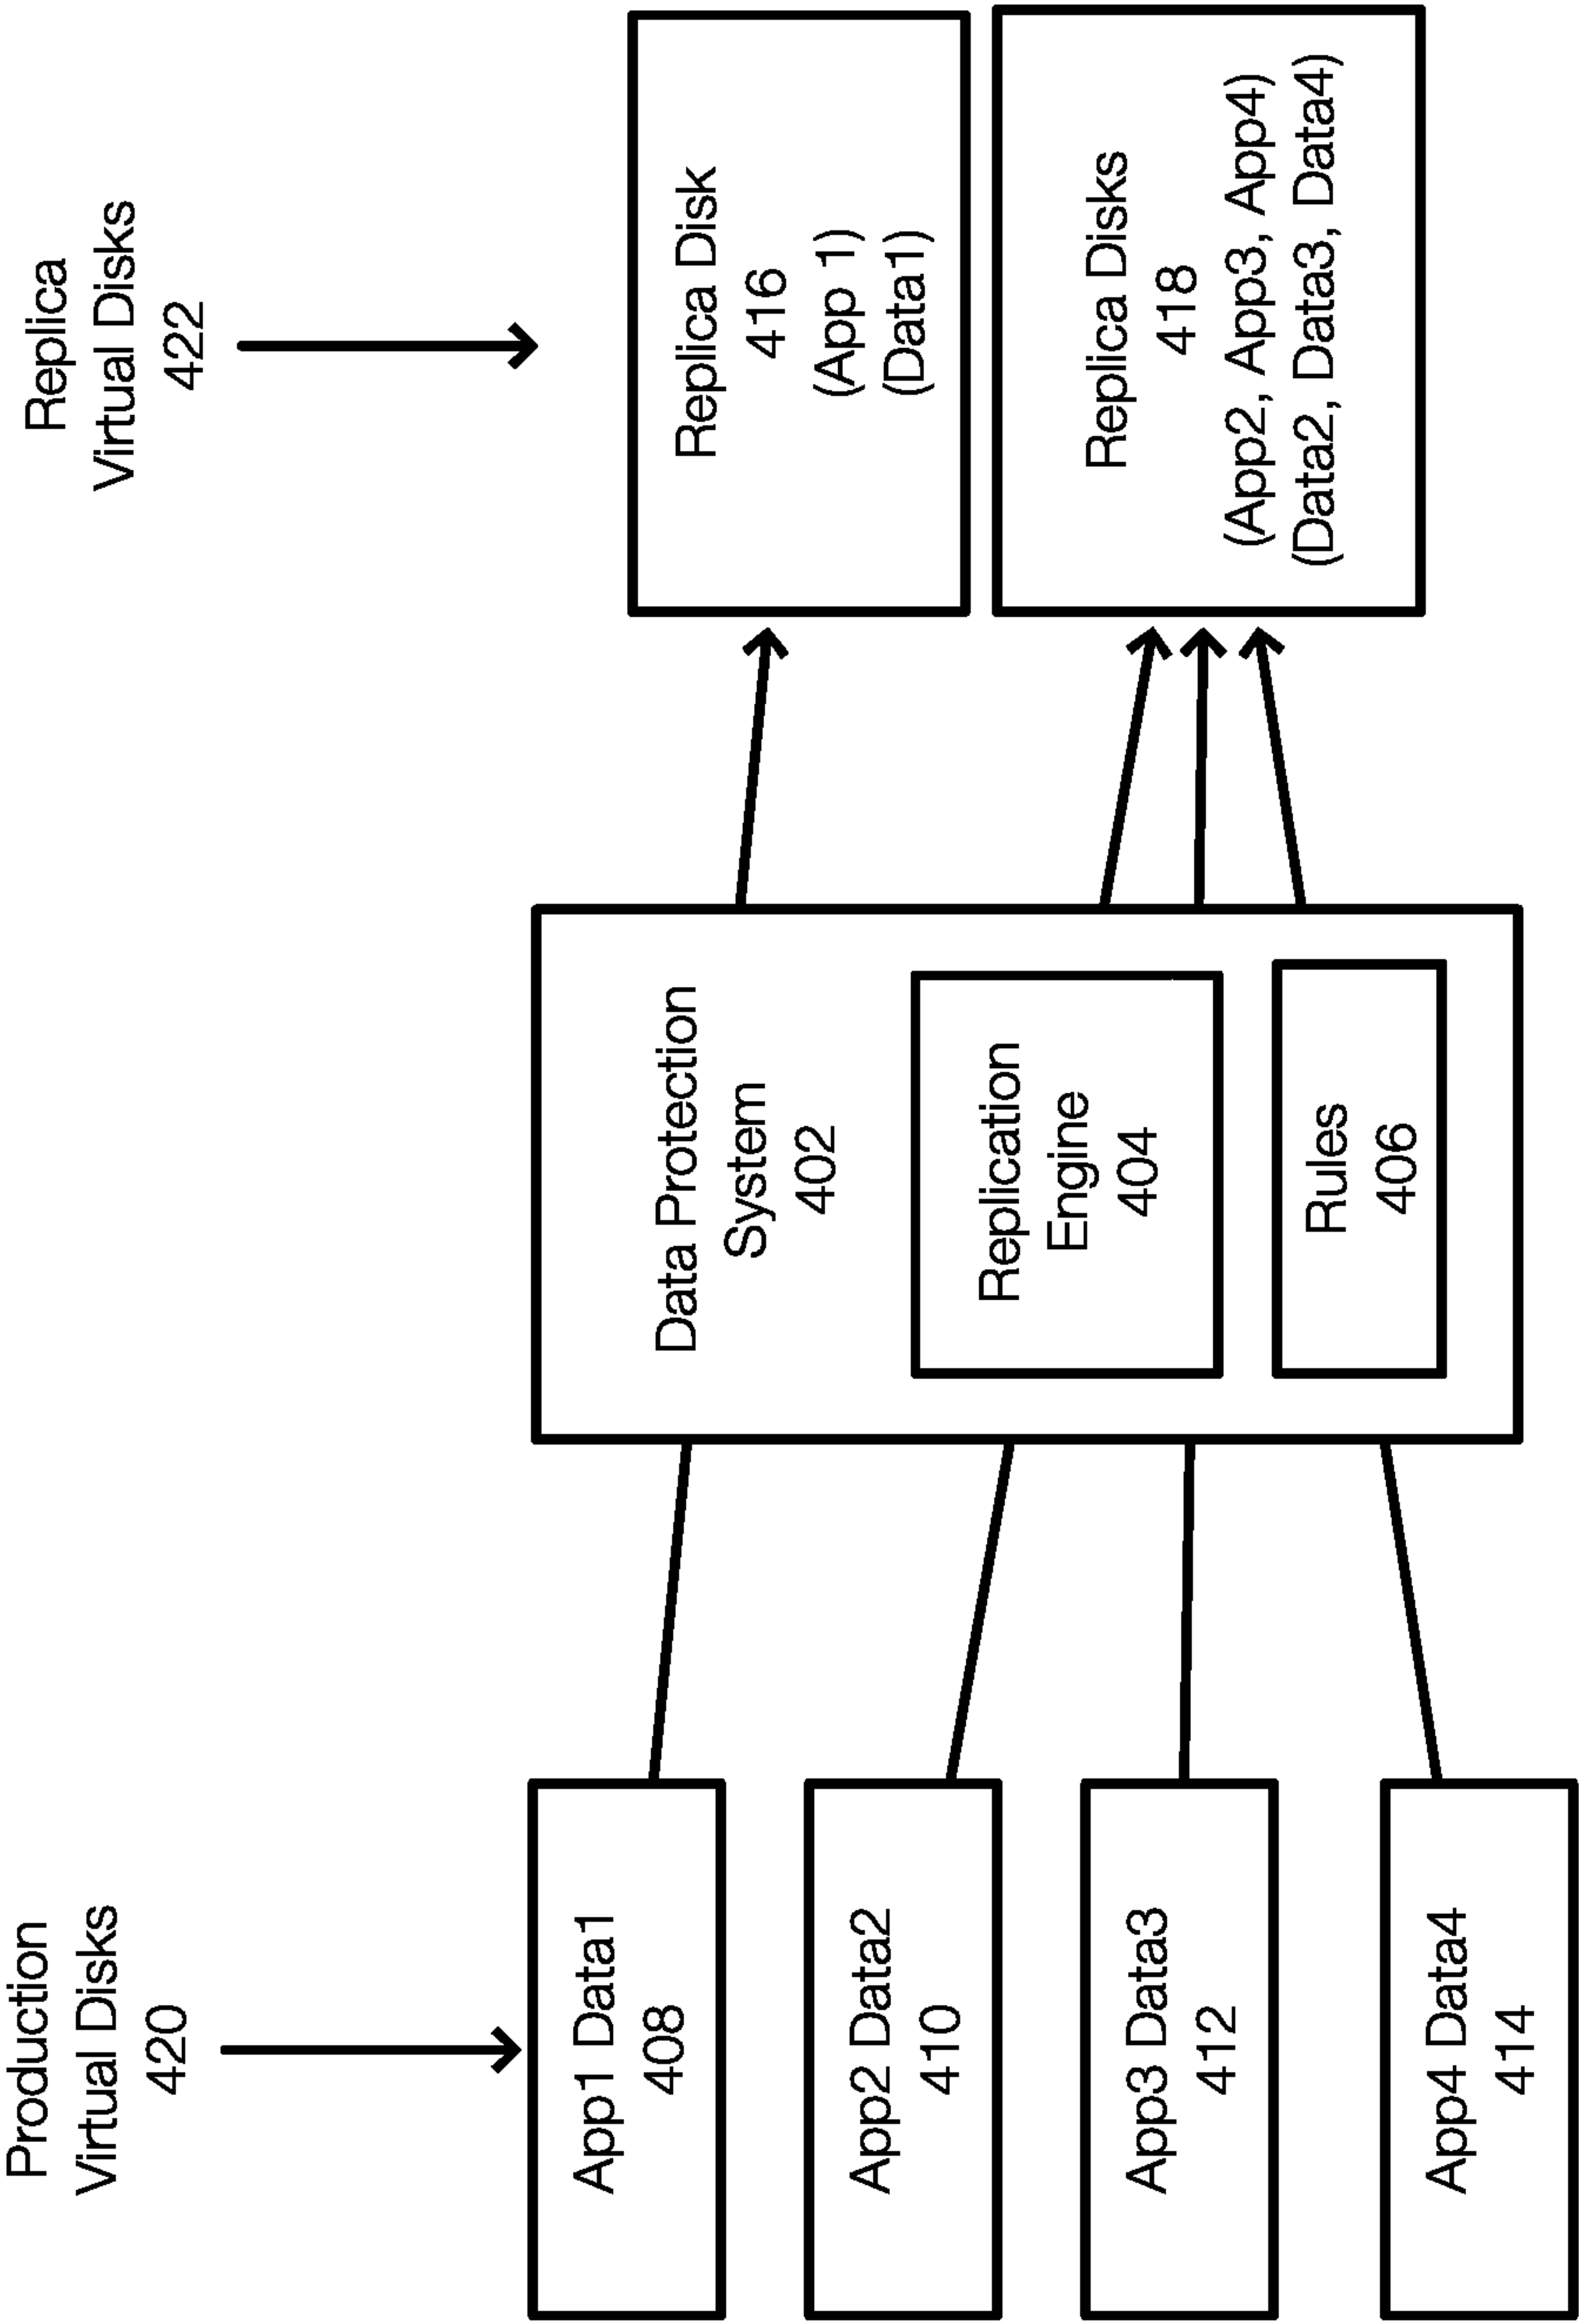 Production
Virtual Disks
420
App1 Data1
408
App2 Data2
410
App3 Data3
412
App4 Data4
414
Data Protection
System
402
Replication
Engine
404
Rules
406
Replica
Virtual Disks
422
Replica Disk
416
(App 1)
(Data1)
Replica Disks
418
(App2, App3, App4)
(Data2, Data3, Data4)